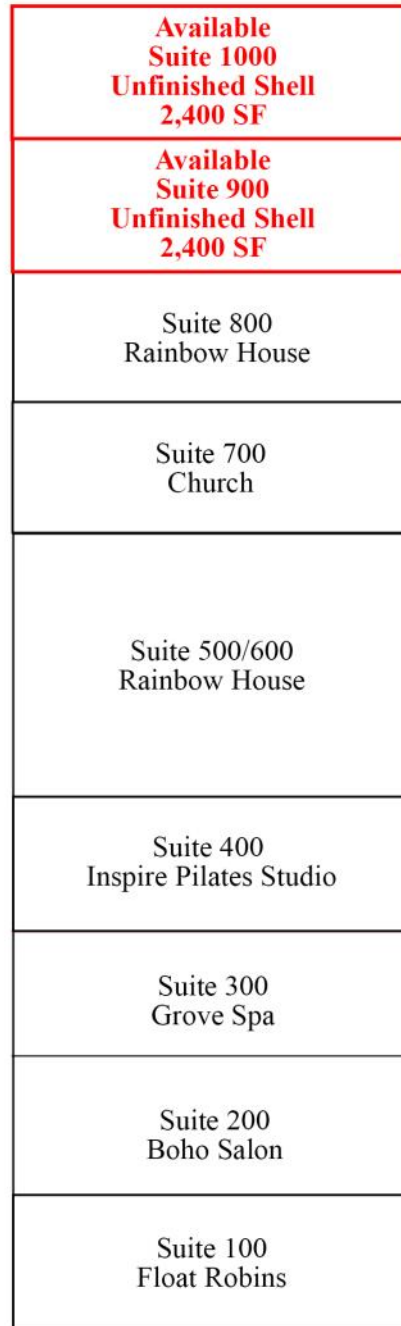 Available
Suite 1000
Unfinished Shell
2,400 SF
Available
Suite 900
Unfinished Shell
2,400 SF
Suite 800
Rainbow House
Suite 700
Church
Suite 500/600
Rainbow House
Suite 400
Inspire Pilates Studio
Suite 300
Grove Spa
Suite 200
Boho Salon
Suite 100
Float Robins